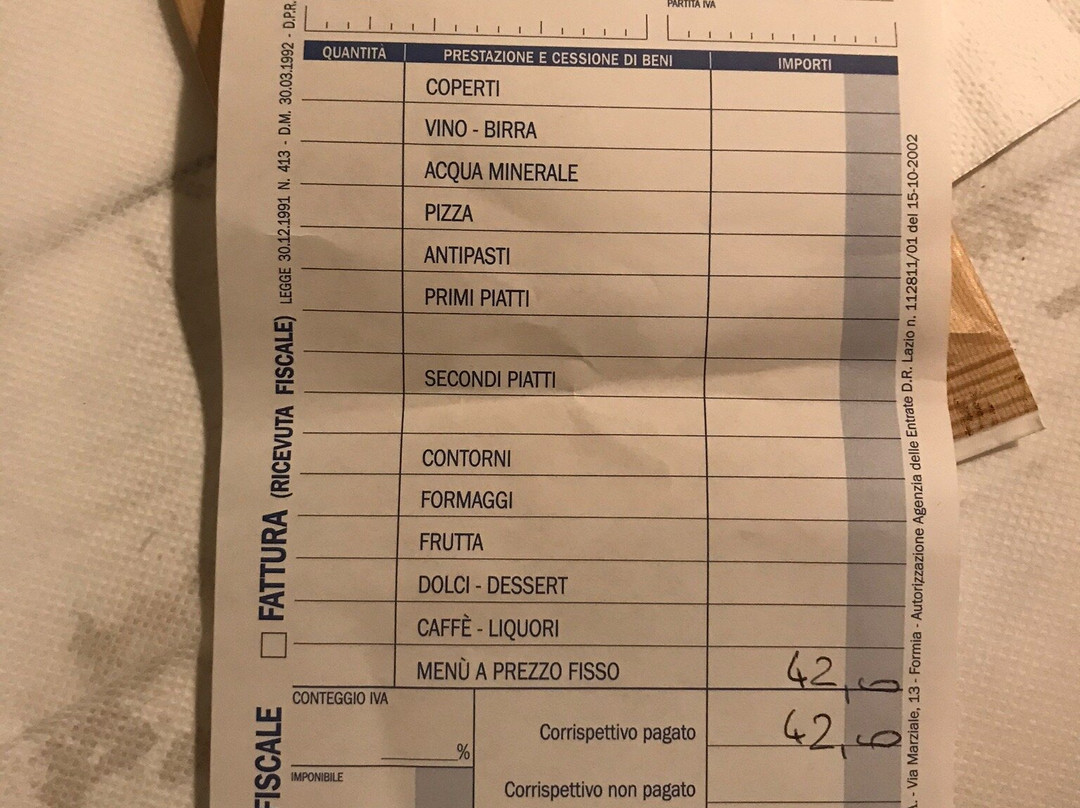 PARTITA IVA
QUANTITÀ PRESTAZIONE E CESSIONE DI BENI IMPORTI
COPERTI
VINO - BIRRA
ACQUA MINERALE
PIZZA
ANTIPASTI
PRIMI PIATTI
SECONDI PIATTI
CONTORNI
FORMAGGI
FRUTTA
DOLCI - DESSERT
CAFFÈ - LIQUORI
MENÙ A PREZZO FISSO 42,
CONTEGGIO IVA
Corrispettivo pagato 42,
%
IMPONIBILE
Corrispettivo non pagato
FISCALE
FATTURA (RICEVUTA FISCALE) LEGGE 30.12.1991 N. 413 - D.M. 30.03.1992 - D.P.R.
. - Via Marziale, 13 - Formia - Autorizzazione Agenzia delle Entrate D.R. Lazio n. 112811/01 del 15-10-2002